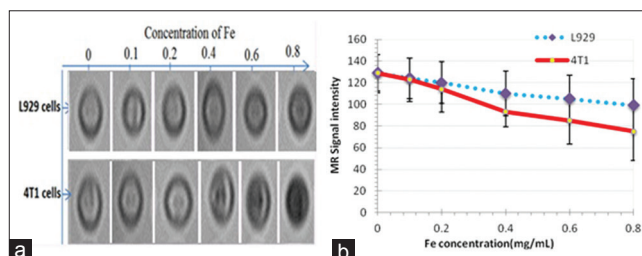 Concentration of Fe
0 0.1 0.2 0.4 0.6 0.8
L929 cells
4T1 cells
a
L929
4T1
MR Signal intensity
160
140
120
100
80
60
40
20
0
0 0.2 0.4 0.6 0.8
Fe concentration(mg/mL)
b